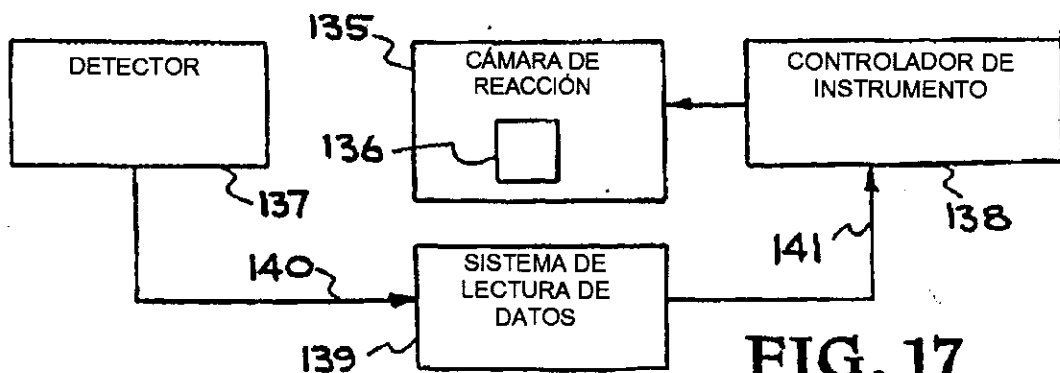 135
DETECTOR
CÁMARA DE
REACCIÓN
CONTROLADOR DE
INSTRUMENTO
136
137
138
140
141
SISTEMA DE
LECTURA DE
DATOS
139
FIG. 17